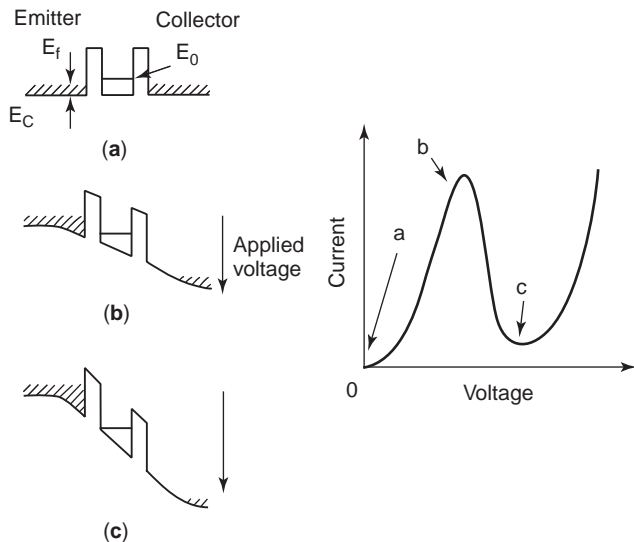 Emitter Collector
E_f
E_0
E_C
(a)
Applied
voltage
(b)
(c)
Current
b
a
c
0
Voltage